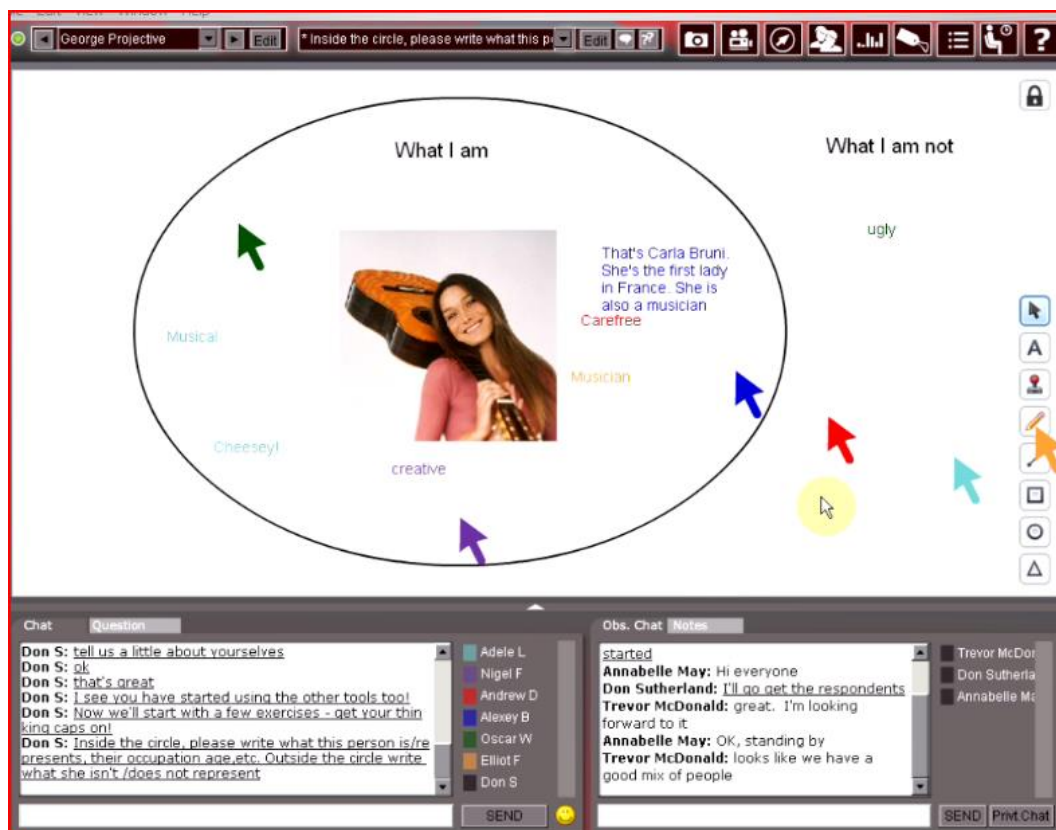 George Projective
Edit
* Inside the circle, please write what this
Edit
What I am
What I am not
ugly
That's Carla Bruni.
She's the first lady
in France. She is
also a musician
Carefree
Musical
Musician
Cheesey!
creative
A
Chat
Question
Don S: tell us a little about yourselves
Don S: ok
Don S: that's great
Don S: I see you have started using the other tools too!
Don S: Now we'll start with a few exercises - get your thin
king caps on!
Don S: Inside the circle, please write what this person is/re
presents, their occupation age,etc. Outside the circle write
what she isn't /does not represent
Adele L
Nigel F
Andrew D
Alexey B
Oscar W
Elliot F
Don S
SEND
Obs. Chat
Notes
started
Annabelle May: Hi everyone
Don Sutherland: I'll go get the respondents
Trevor McDonald: great. I'm looking
forward to it
Annabelle May: OK, standing by
Trevor McDonald: looks like we have a
good mix of people
Trevor McDor
Don Sutherla
Annabelle Ma
SEND
Privt Chat